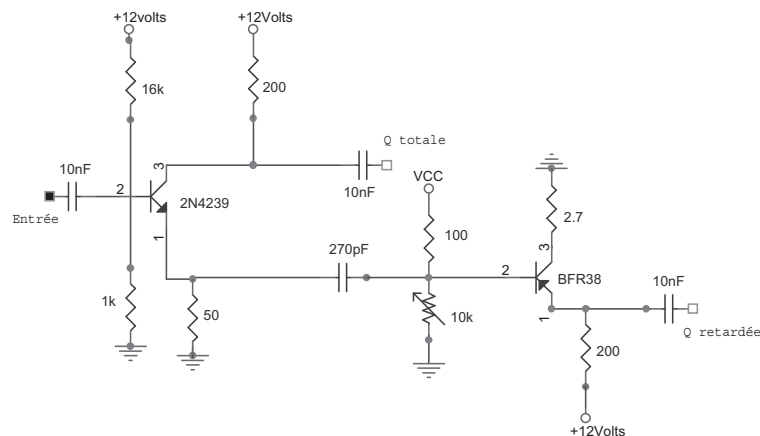 +12volts
+12Volts
16k
200
Q totale
10nF
10nF
3
2
2N4239
VCC
Entrée
1
100
2.7
270pF
3
2
BFR38
10nF
1k
50
10k
1
Q retardée
200
+12Volts